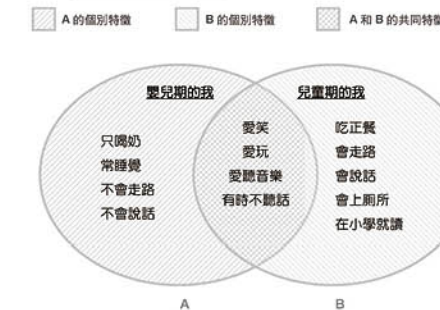 A 的個別特徵
B 的個別特徵
A 和 B 的共同特
嬰兒期的我
只喝奶
常睡覺
不會走路
不會說話
愛笑
愛玩
愛聽音樂
有時不聽話
兒童期的我
吃正餐
會走路
會說話
會上厠所
在小學就讀
A
B